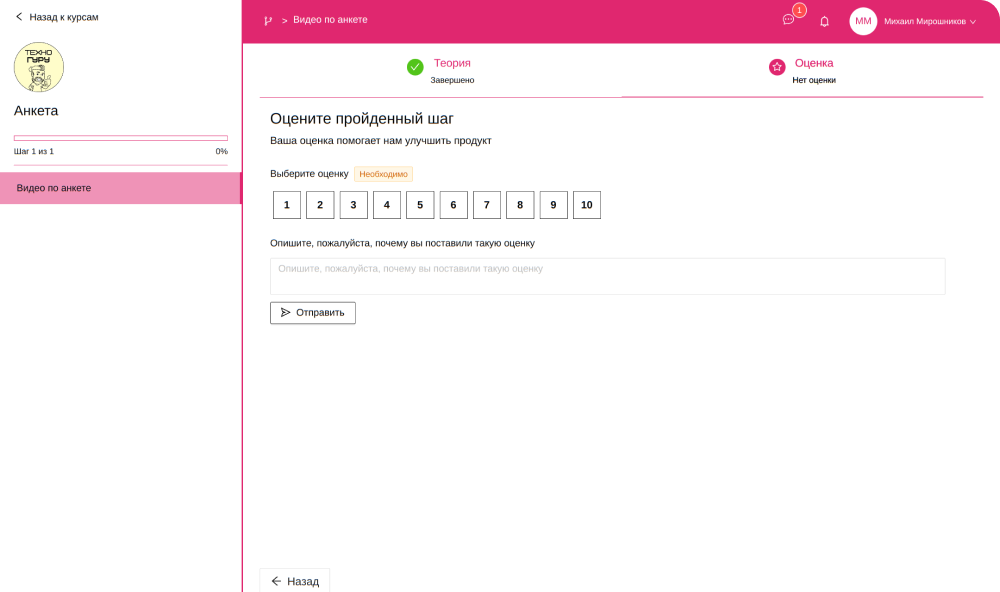 Назад к курсам
ТЕХНО
ГУРУ
Анкета
Шаг 1 из 1
0%
Видео по анкете
> Видео по анкете
1
ММ
Михаил Мирошников
Теория
Завершено
Оценка
Нет оценки
Оцените пройденный шаг
Ваша оценка помогает нам улучшить продукт
Выберите оценку Необходимо
1 2 3 4 5 6 7 8 9 10
Опишите, пожалуйста, почему вы поставили такую оценку
Опишите, пожалуйста, почему вы поставили такую оценку
Отправить
Назад